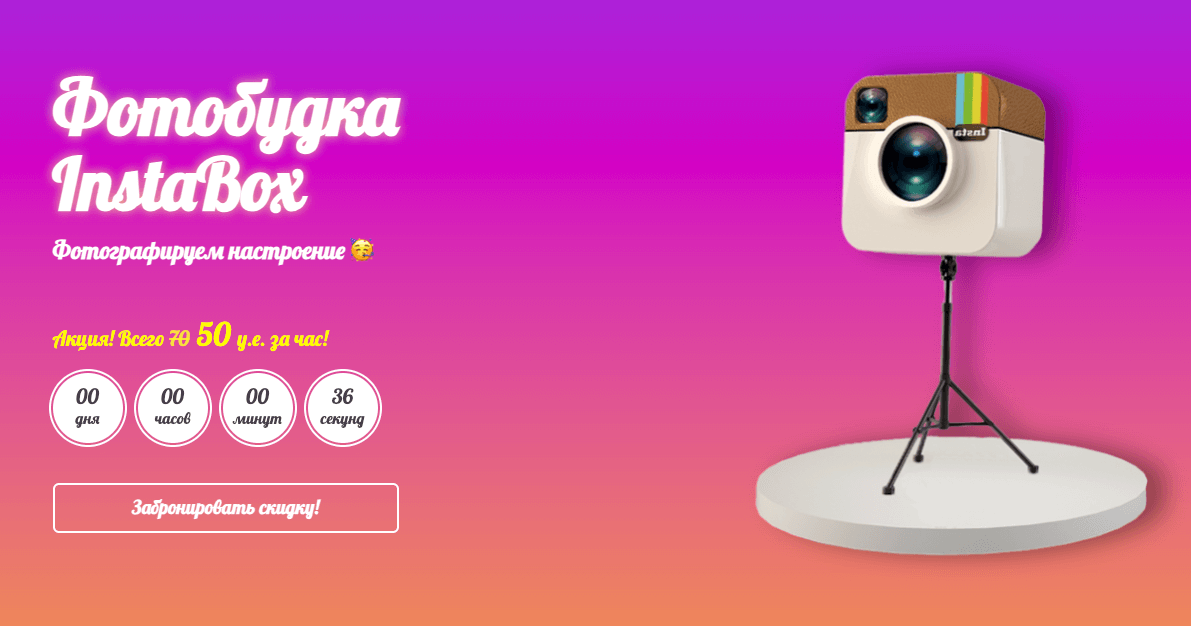 Фотобудка
InstaBox
Фотографируем настроение 🥳
Акция! Всего 70 50 у.е. за час!
00 00 00 36
дня часов минут секунд
Забронировать скидку!
Insta